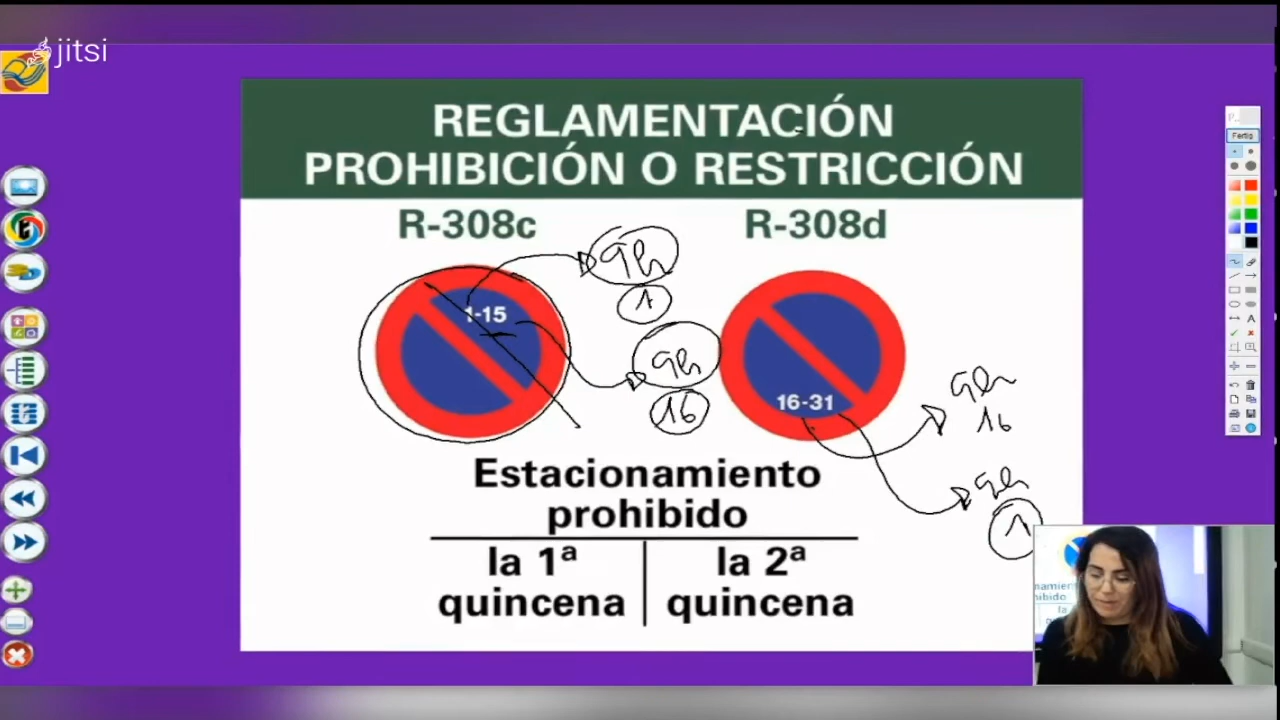 jitsi
REGLAMENTACIÓN
PROHIBICIÓN O RESTRICCIÓN
R-308c
R-308d
1-15
9h
1
9h
16
16-31
9h
16
9h
1
Estacionamiento
prohibido
la 1ª
quincena
la 2ª
quincena
Fertig